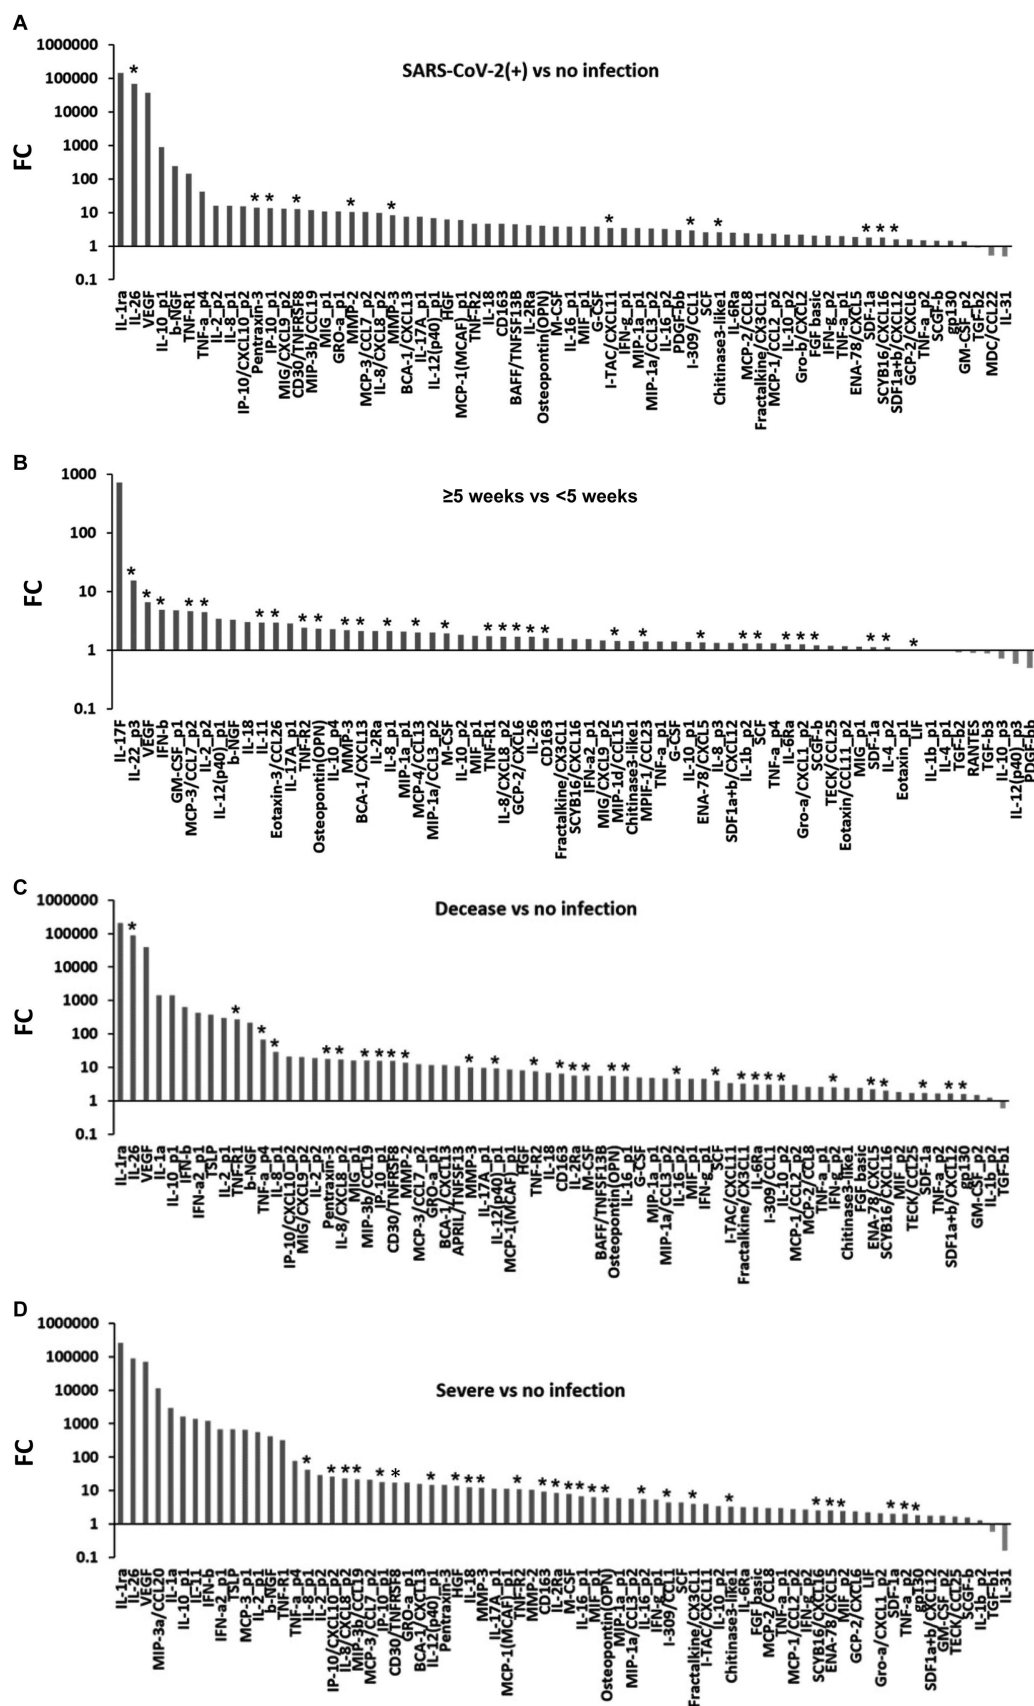 A
SARS-CoV-2(+) vs no infection
FC
1000000
100000
10000
1000
100
10
1
0.1
IL-1ra
IL-26
VEGF
IL-10_p1
b-NGF
TNF-R1
TNF-a_p4
IL-2_p2
IL-8_p1
IP-10/CXCL10_p2
Pentraxin-3
IP-10_p1
MIG/CXCL9_p2
CD30/TNFRSF8
MIP-3b/CCL19
MIG_p1
GRO-a_p1
MMP-2
MCP-3/CCL7_p2
IL-8/CXCL8_p2
MMP-3
BCA-1/CXCL13
IL-17A_p1
IL-12(p40)_p1
HGF
MCP-1(MCAF)_p1
TNF-R2
IL-18
CD163
BAFF/TNFSF13B
IL-2Ra
Osteopontin(OPN)
M-CSF
IL-16_p1
MIF_p1
G-CSF
I-TAC/CXCL11
IFN-g_p1
MIP-1a_p1
MIP-1a/CCL3_p2
IL-16_p2
PDGF-bb
I-309/CCL1
SCF
Chitinase3-like1
IL-6Ra
MCP-2/CCL8
Fractalkine/CX3CL1
MCP-1/CCL2_p2
IL-10_p2
Gro-b/CXCL2
FGF basic
IFN-g_p2
TNF-a_p1
ENA-78/CXCL5
SDF-1a
SCYB16/CXCL16
SDF1a+b/CXCL12
GCP-2/CXCL6
TNF-a_p2
SCGF-b
gp130
GM-CSF_p2
TGF-b2
MDC/CCL22
IL-31
B
≥5 weeks vs <5 weeks
FC
1000
100
10
1
0.1
IL-17F
IL-22_p3
VEGF
IFN-b
GM-CSF_p1
MCP-3/CCL7_p2
IL-2_p2
IL-12(p40)_p1
b-NGF
IL-18
IL-11
Eotaxin-3/CCL26
IL-17A_p1
TNF-R2
Osteopontin(OPN)
IL-10_p4
MMP-3
BCA-1/CXCL13
IL-2Ra
IL-8_p1
MIP-1a_p1
MCP-4/CCL13
MIP-1a/CCL3_p2
M-CSF
IL-10_p2
MIF_p1
TNF-R1
IL-8/CXCL8_p2
GCP-2/CXCL6
IL-26
CD163
Fractalkine/CX3CL1
SCYB16/CXCL16
IFN-a2_p1
MIG/CXCL9_p2
MIP-1d/CCL15
Chitinase3-like1
MPIF-1/CCL23
TNF-a_p1
G-CSF
IL-10_p1
ENA-78/CXCL5
IL-8_p3
SDF1a+b/CXCL12
IL-1b_p2
SCF
TNF-a_p4
IL-6Ra
Gro-a/CXCL1_p2
SCGF-b
TECK/CCL25
Eotaxin/CCL11_p2
MIG_p1
SDF-1a
IL-4_p2
Eotaxin_p1
LIF
IL-1b_p1
IL-4_p1
TGF-b2
RANTES
TGF-b3
IL-10_p3
IL-12(p40)_p3
PDGF-bb
C
Decease vs no infection
FC
1000000
100000
10000
1000
100
10
1
0.1
IL-1ra
IL-26
VEGF
IL-1a
IL-10_p1
IFN-b
IFN-a2_p1
TSLP
IL-2_p1
TNF-R1
b-NGF
TNF-a_p4
IL-8_p1
IP-10/CXCL10_p2
MIG/CXCL9_p2
IL-2_p2
Pentraxin-3
IL-8/CXCL8_p2
MIG_p1
MIP-3b/CCL19
IP-10_p1
CD30/TNFRSF8
MMP-2
MCP-3/CCL7_p2
GRO-a_p1
BCA-1/CXCL13
APRIL/TNFSF13
MMP-3
IL-17A_p1
IL-12(p40)_p1
MCP-1(MCAF)_p1
HGF
TNF-R2
IL-18
CD163
IL-2Ra
M-CSF
BAFF/TNFSF13B
Osteopontin(OPN)
IL-16_p1
G-CSF
MIP-1a_p1
MIP-1a/CCL3_p2
IL-16_p2
MIF_p1
IFN-g_p1
SCF
I-TAC/CXCL11
Fractalkine/CX3CL1
IL-6Ra
I-309/CCL1
IL-10_p2
MCP-1/CCL2_p2
MCP-2/CCL8
TNF-a_p1
IFN-g_p2
Chitinase3-like1
FGF basic
ENA-78/CXCL5
SCYB16/CXCL16
MIF_p2
TECK/CCL25
SDF-1a
TNF-a_p2
SDF1a+b/CXCL12
gp130
GM-CSF_p2
IL-1b_p2
TGF-b1
D
Severe vs no infection
FC
1000000
100000
10000
1000
100
10
1
0.1
IL-1ra
IL-26
VEGF
MIP-3a/CCL20
IL-1a
IL-10_p1
IL-11
IFN-b
IFN-a2_p1
TSLP
MCP-3_p1
IL-2_p1
b-NGF
TNF-R1
TNF-a_p4
IL-8_p1
IL-2_p2
IP-10/CXCL10_p2
IL-8/CXCL8_p2
MIP-3b/CCL19
MCP-3/CCL7_p2
IP-10_p1
CD30/TNFRSF8
GRO-a_p1
BCA-1/CXCL13
IL-12(p40)_p1
Pentraxin-3
HGF
IL-18
MMP-3
IL-17A_p1
MCP-1(MCAF)_p1
TNF-R2
MMP-2
CD163
IL-2Ra
M-CSF
IL-16_p1
MIF_p1
Osteopontin(OPN)
MIP-1a_p1
MIP-1a/CCL3_p2
IL-16_p2
IFN-g_p1
I-309/CCL1
SCF
Fractalkine/CX3CL1
I-TAC/CXCL11
IL-10_p2
Chitinase3-like1
IL-6Ra
FGF basic
MCP-2/CCL8
TNF-a_p1
MCP-1/CCL2_p2
IFN-g_p2
SCYB16/CXCL16
ENA-78/CXCL5
MIF_p2
GCP-2/CXCL6
LIF
Gro-a/CXCL1_p2
SDF-1a
TNF-a_p2
gp130
SDF1a+b/CXCL12
GM-CSF_p2
TECK/CCL25
SCGF-b
IL-1b_p2
TGF-b1
IL-31